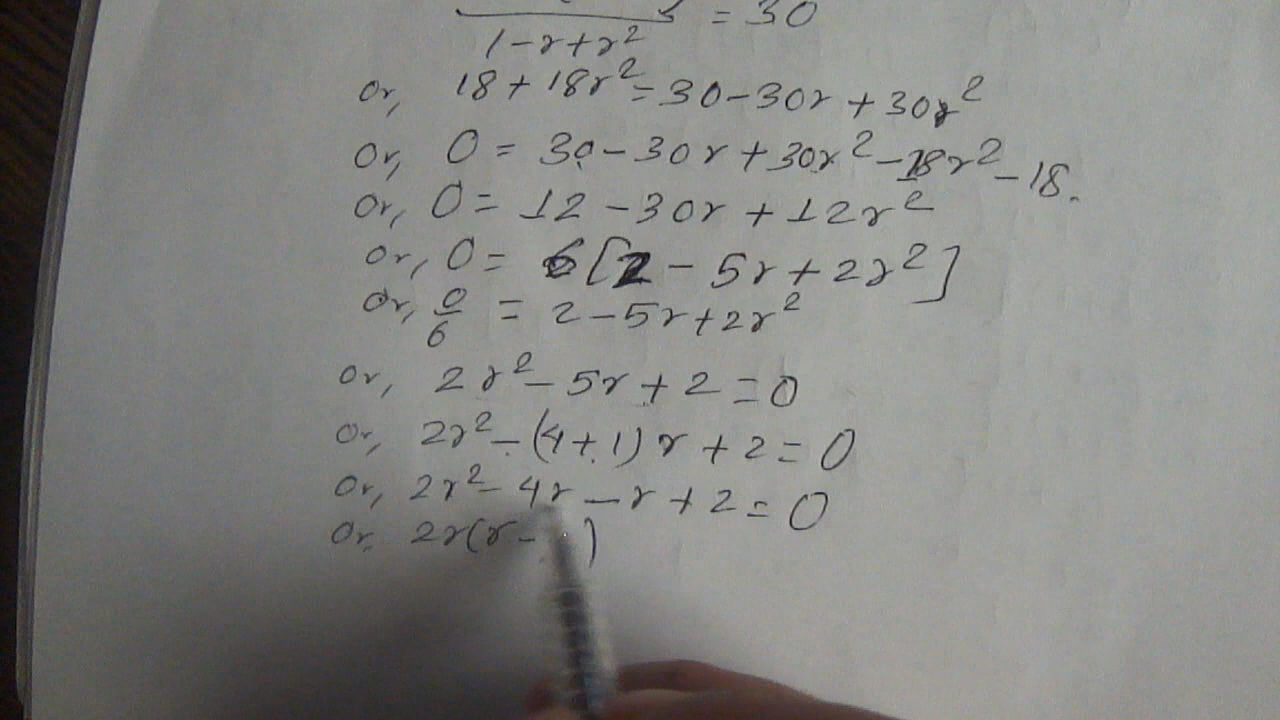 = 30
1-r+r²
Or, 18 + 18r² = 30 - 30r + 30r²
Or, 0 = 30 - 30r + 30r² - 18r² - 18.
Or, 0 = 12 - 30r + 12r²
Or, 0 = 6[2 - 5r + 2r²]
Or, 0/6 = 2 - 5r + 2r²
Or, 2r² - 5r + 2 = 0
Or, 2r² - (4+1)r + 2 = 0
Or, 2r² - 4r - r + 2 = 0
Or, 2r(r - )